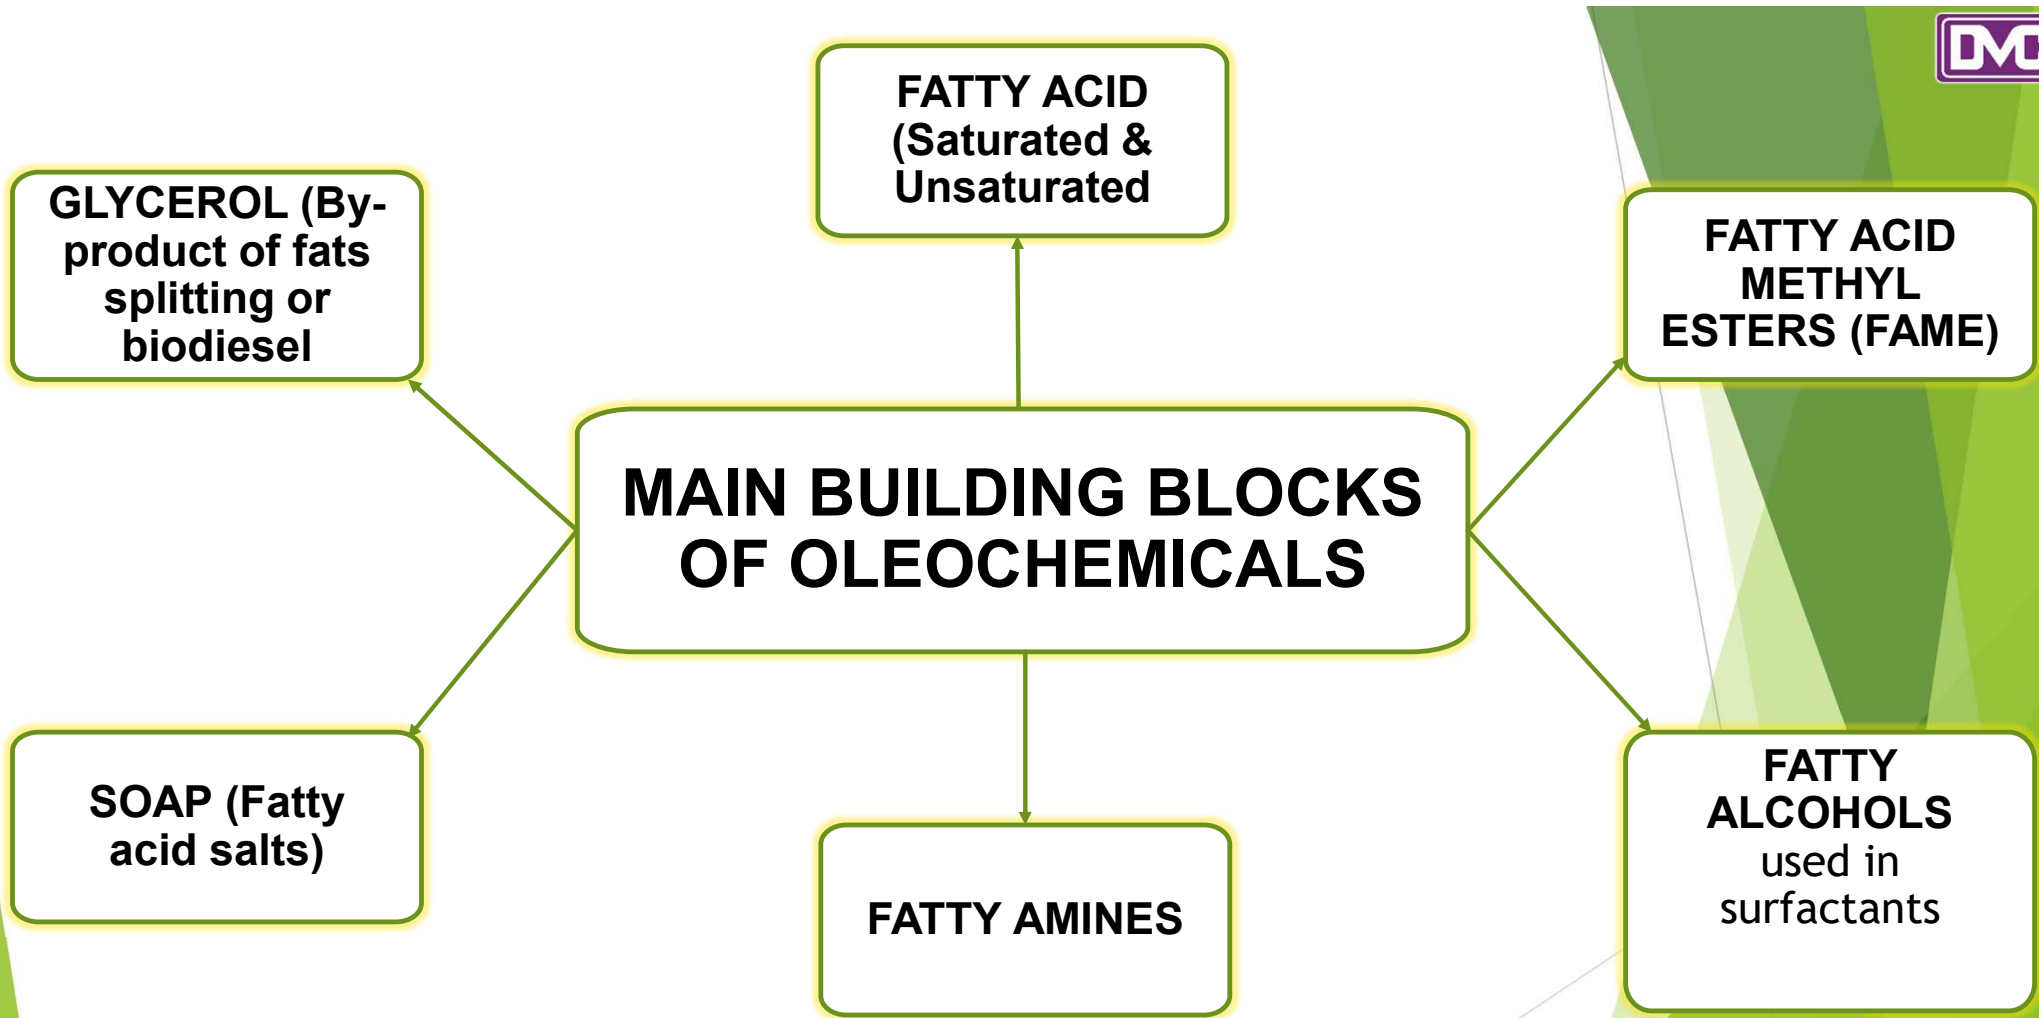 FATTY ACID
(Saturated &
Unsaturated
GLYCEROL (By-
product of fats
splitting or
biodiesel
FATTY ACID
METHYL
ESTERS (FAME)
MAIN BUILDING BLOCKS
OF OLEOCHEMICALS
SOAP (Fatty
acid salts)
FATTY AMINES
FATTY
ALCOHOLS
used in
surfactants